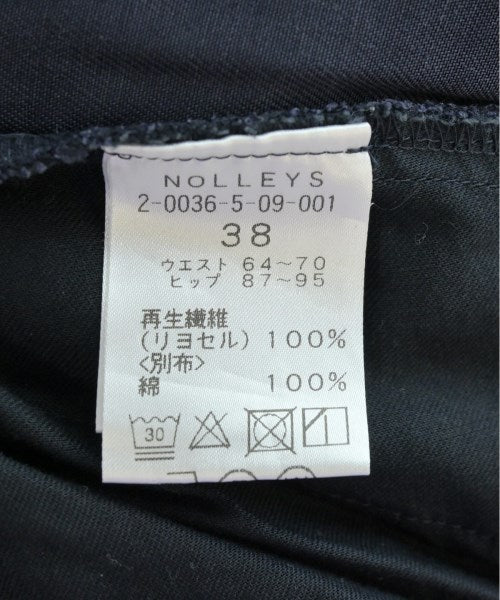 NOLLEYS
2-0036-5-09-001
38
ウエスト 64～70
ヒップ 87～95
再生繊維
(リヨセル) 100%
<別布>
綿 100%
30